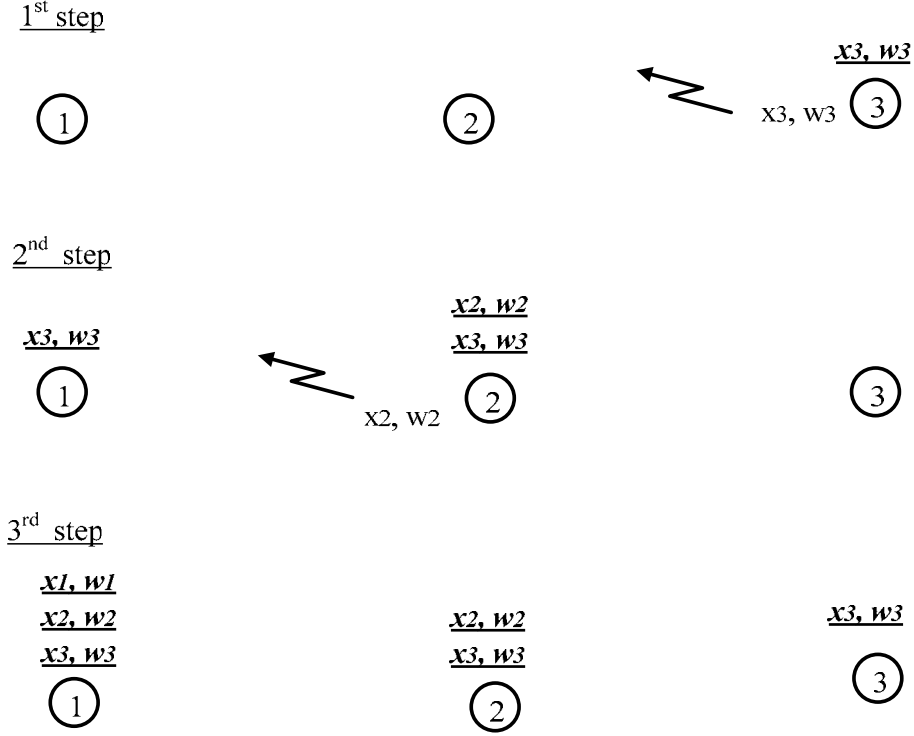 1st step
x3, w3
1
2
x3, w3
3
2nd step
x2, w2
x3, w3
x3, w3
1
x2, w2
2
3
3rd step
x1, w1
x2, w2
x2, w2
x3, w3
x3, w3
x3, w3
1
2
3